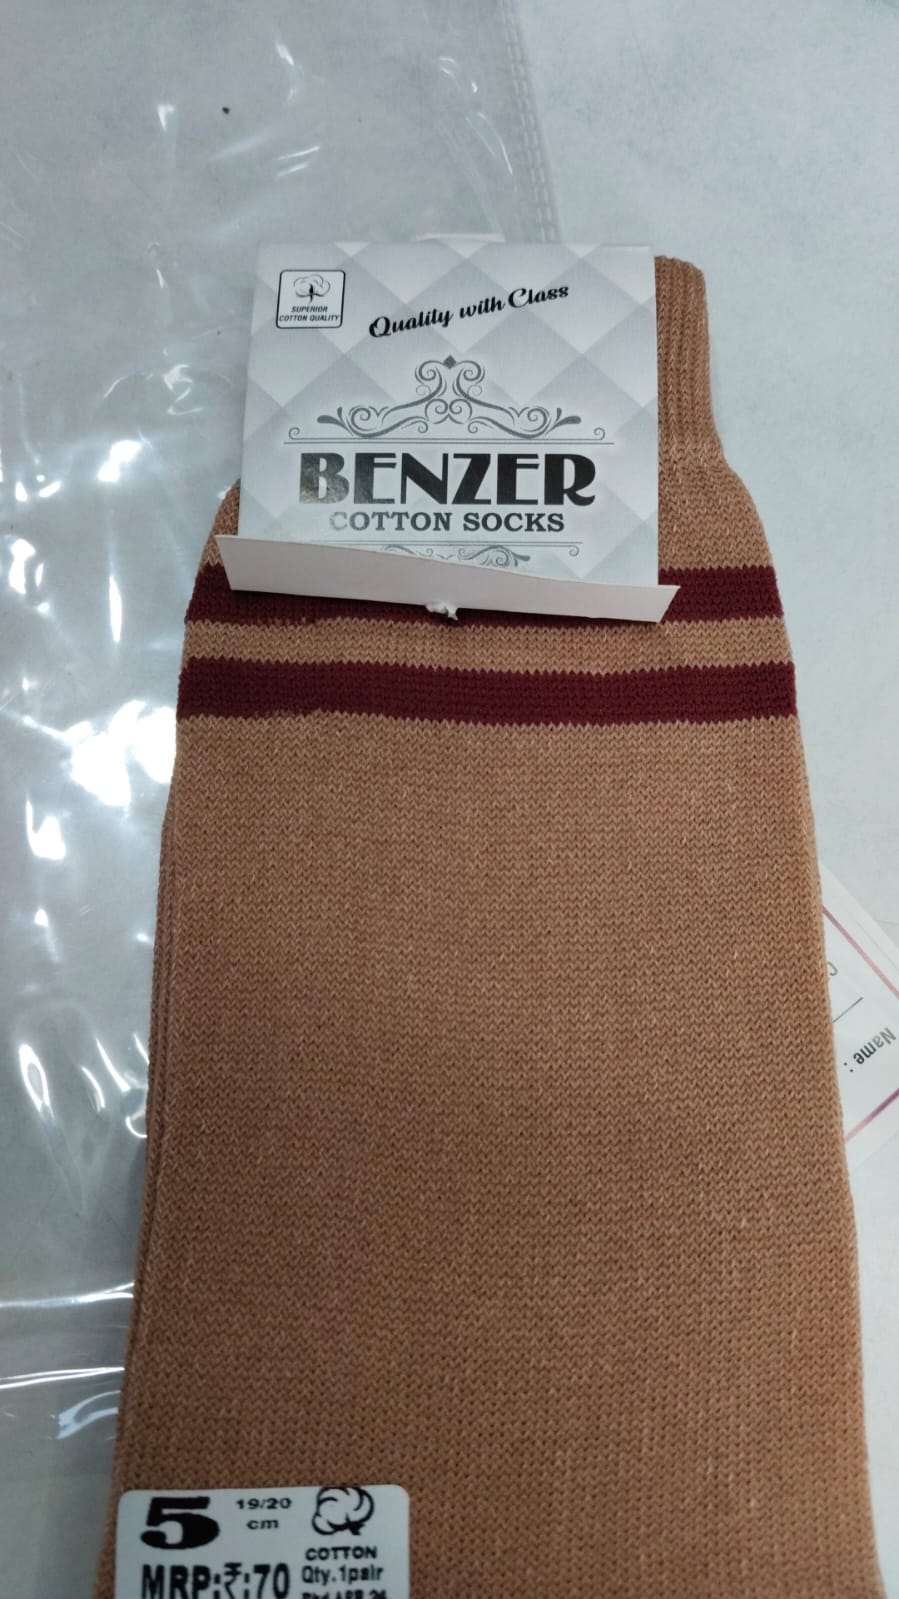 SUPERIOR
COTTON QUALITY
Quality with Class
BENZER
COTTON SOCKS
Name :
5
19/20
cm
COTTON
MRP:₹:70
Qty.1pair